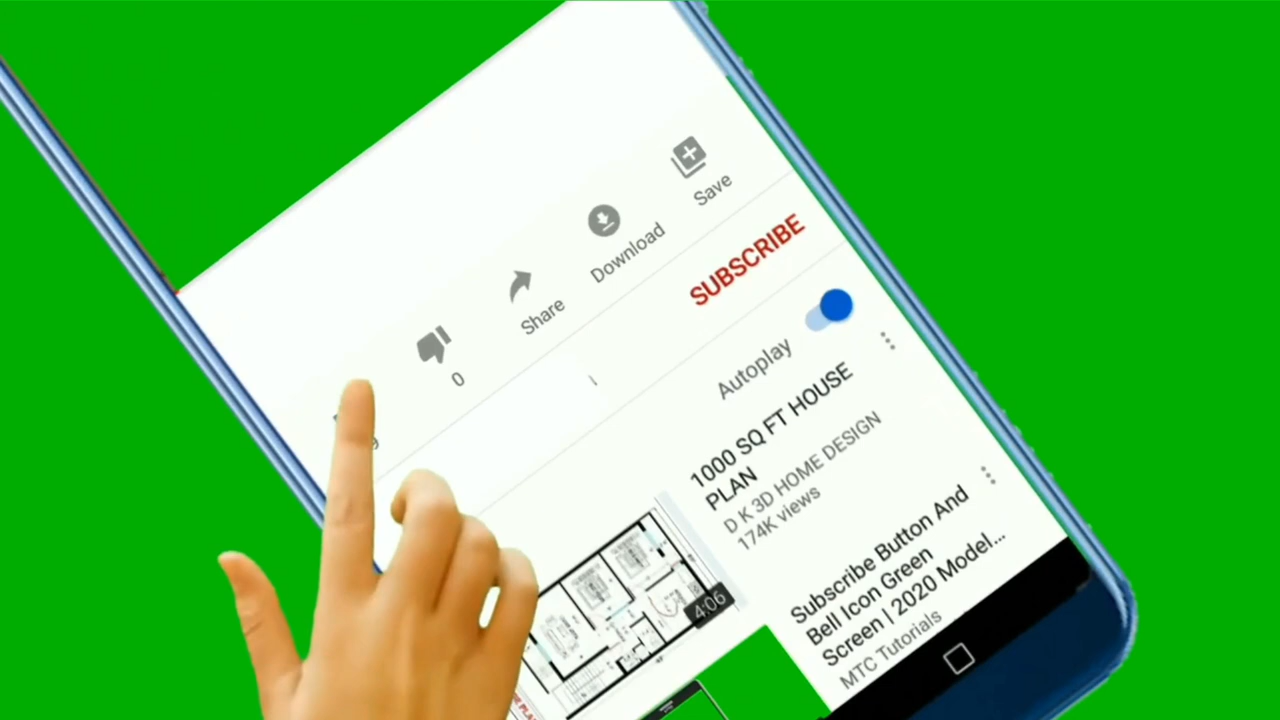 Save
Download
Share
0
SUBSCRIBE
Autoplay
1000 SQ FT HOUSE
PLAN
D K 3D HOME DESIGN
174K views
4:06
Subscribe Button And
Bell Icon Green
Screen | 2020 Model...
MTC Tutorials